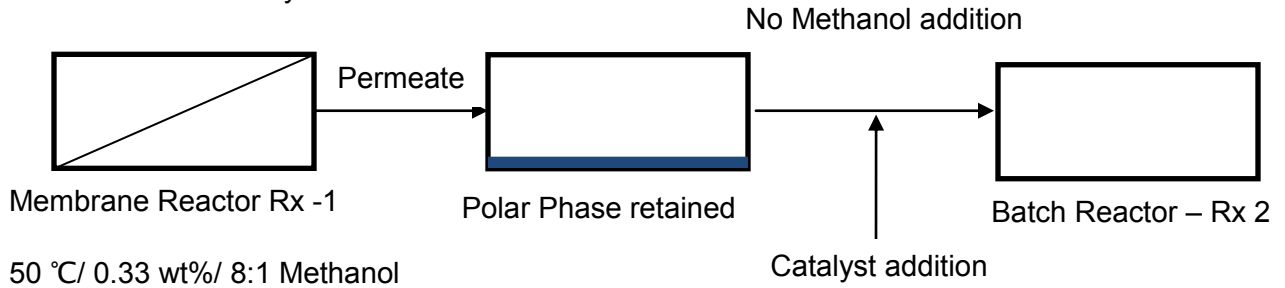 No Methanol addition
Permeate
Membrane Reactor Rx -1
Polar Phase retained
Batch Reactor – Rx 2
50 ℃/ 0.33 wt%/ 8:1 Methanol
Catalyst addition